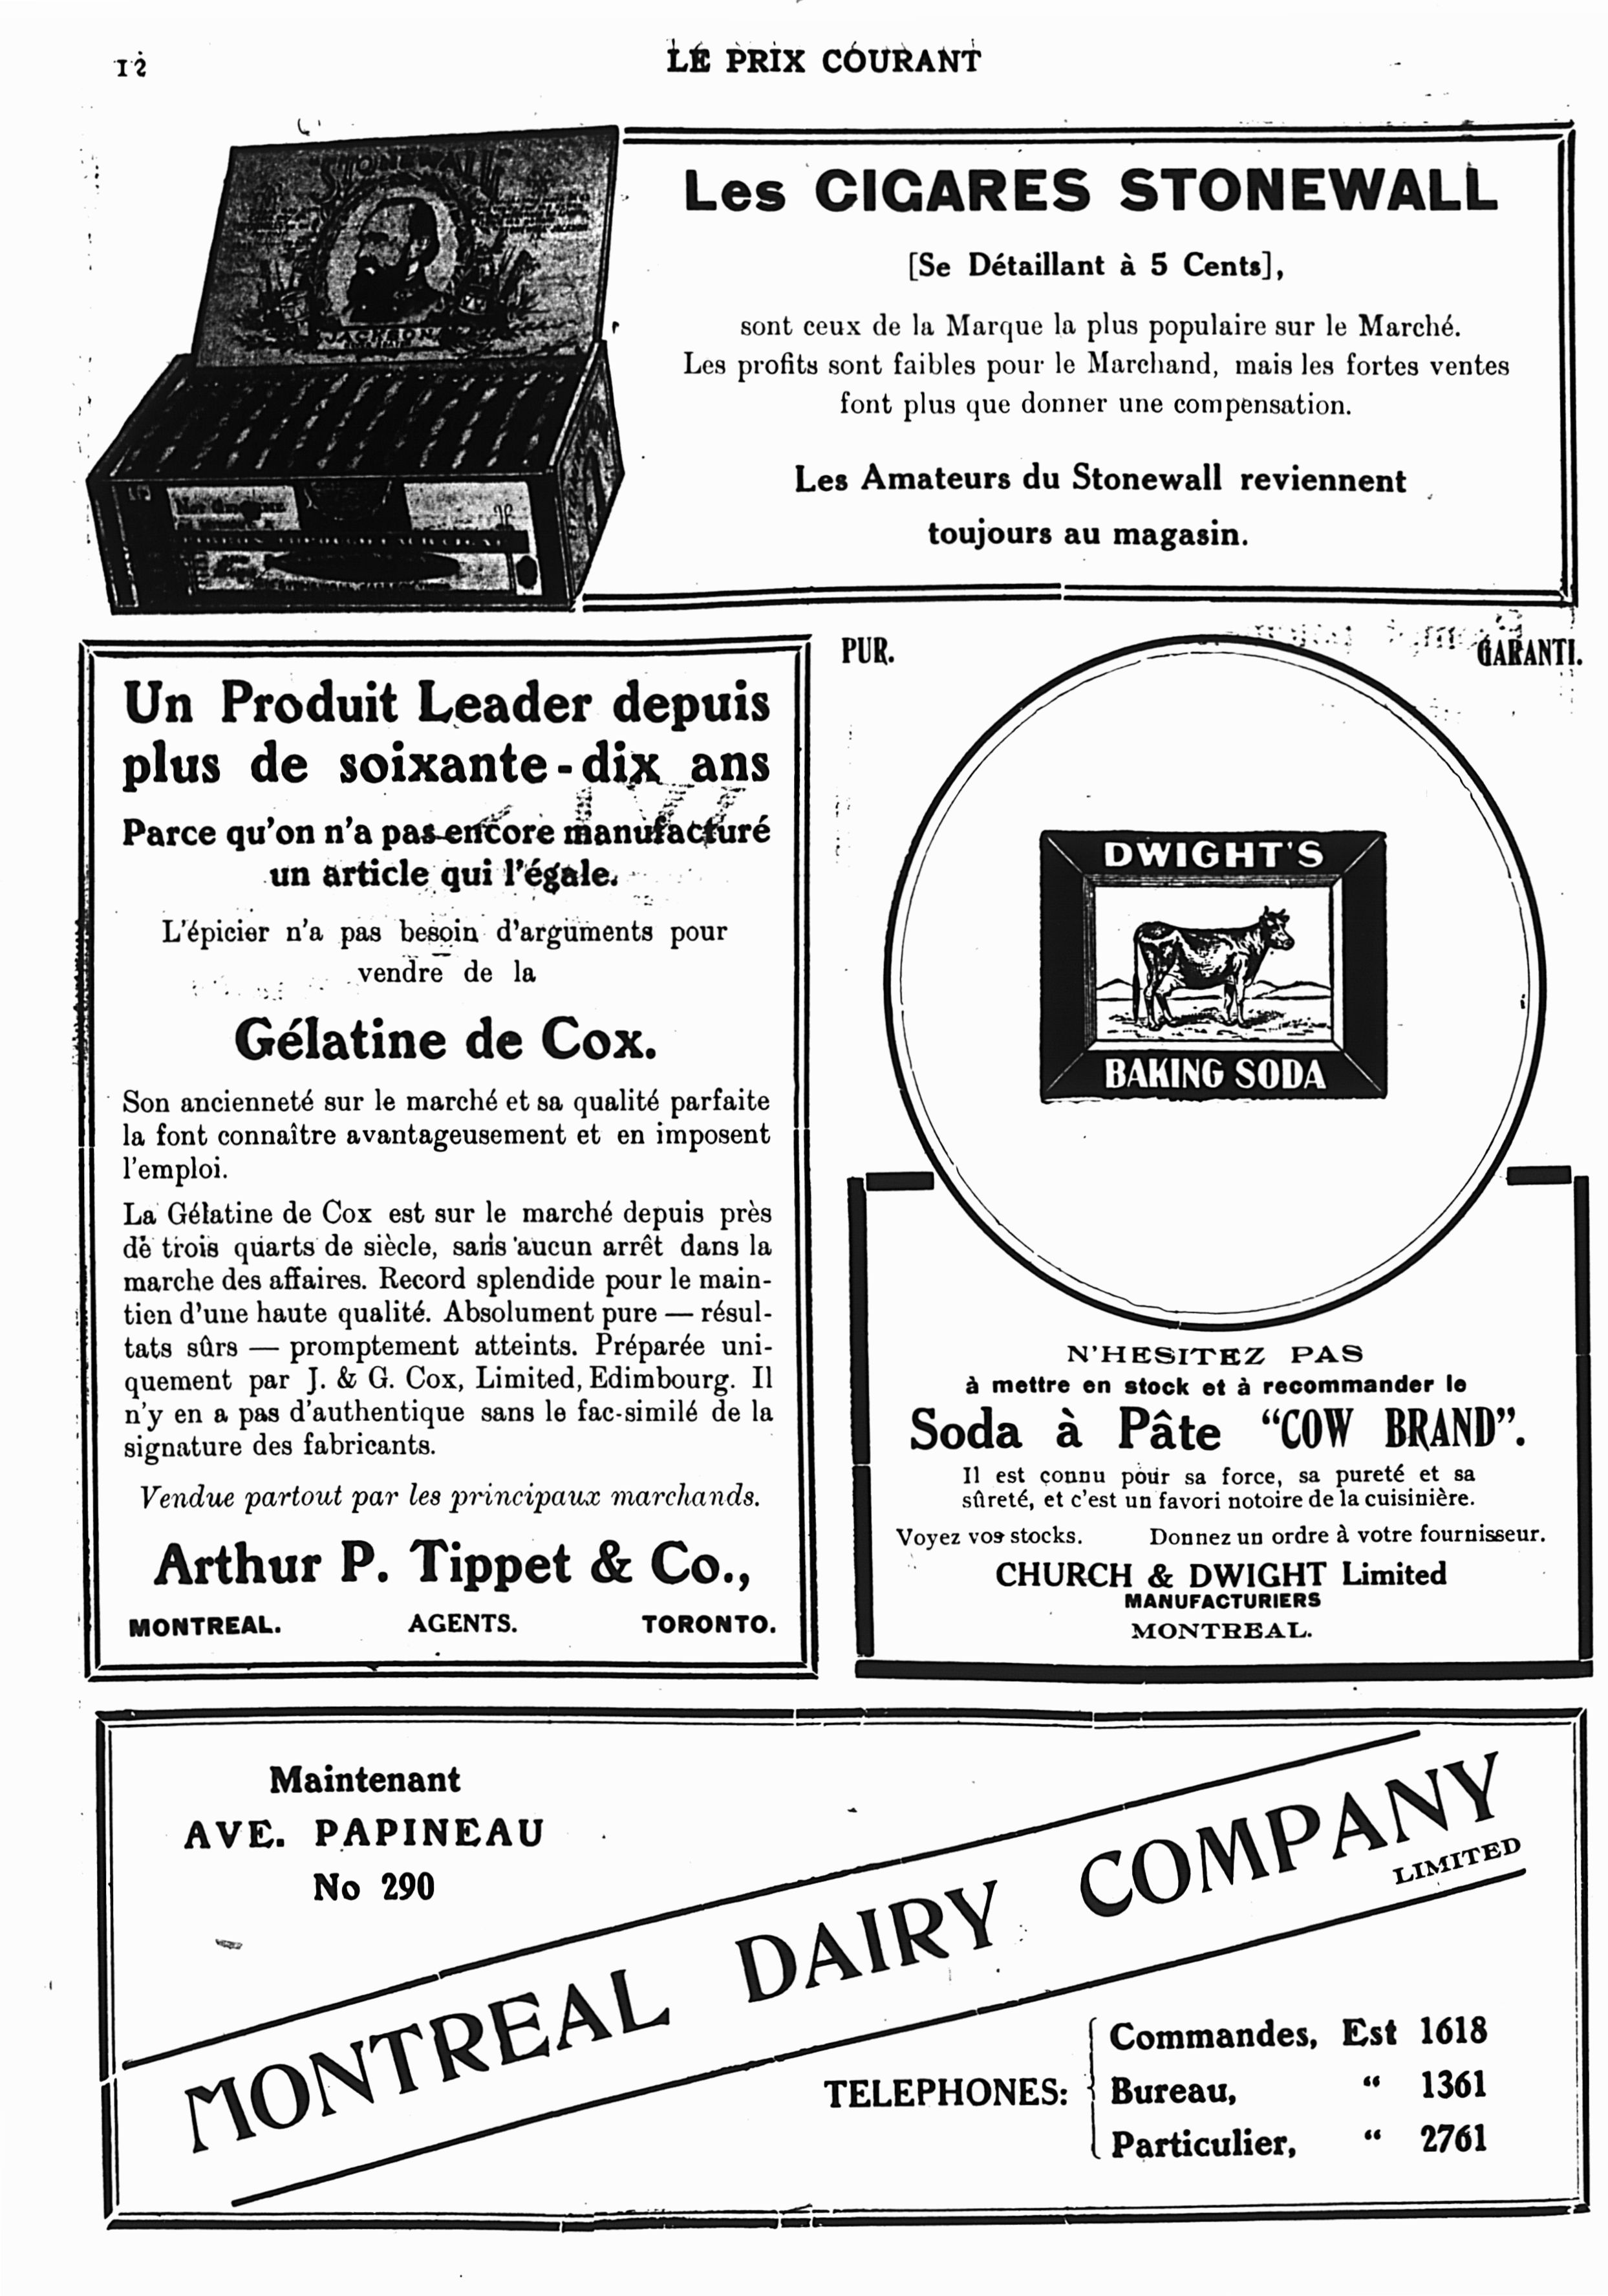 12
LE PRIX COURANT
"STONEWALL"
JACKSON
Les CIGARES STONEWALL
[Se Détaillant à 5 Cents],
sont ceux de la Marque la plus populaire sur le Marché.
Les profits sont faibles pour le Marchand, mais les fortes ventes
font plus que donner une compensation.
Les Amateurs du Stonewall reviennent
toujours au magasin.
Un Produit Leader depuis
plus de soixante-dix ans
Parce qu'on n'a pas encore manufacturé
un article qui l'égale.
L'épicier n'a pas besoin d'arguments pour
vendre de la
Gélatine de Cox.
Son ancienneté sur le marché et sa qualité parfaite
la font connaître avantageusement et en imposent
l'emploi.
La Gélatine de Cox est sur le marché depuis près
de trois quarts de siècle, sans aucun arrêt dans la
marche des affaires. Record splendide pour le main-
tien d'une haute qualité. Absolument pure — résul-
tats sûrs — promptement atteints. Préparée uni-
quement par J. & G. Cox, Limited, Edimbourg. Il
n'y en a pas d'authentique sans le fac-similé de la
signature des fabricants.
Vendue partout par les principaux marchands.
Arthur P. Tippet & Co.,
MONTREAL. AGENTS. TORONTO.
PUR. GARANTI.
DWIGHT'S
BAKING SODA
N'HESITEZ PAS
à mettre en stock et à recommander le
Soda à Pâte "COW BRAND".
Il est connu pour sa force, sa pureté et sa
sûreté, et c'est un favori notoire de la cuisinière.
Voyez vos stocks. Donnez un ordre à votre fournisseur.
CHURCH & DWIGHT Limited
MANUFACTURIERS
MONTREAL.
Maintenant
AVE. PAPINEAU
No 290
MONTREAL DAIRY COMPANY
LIMITED
TELEPHONES:
Commandes, Est 1618
Bureau, " 1361
Particulier, " 2761